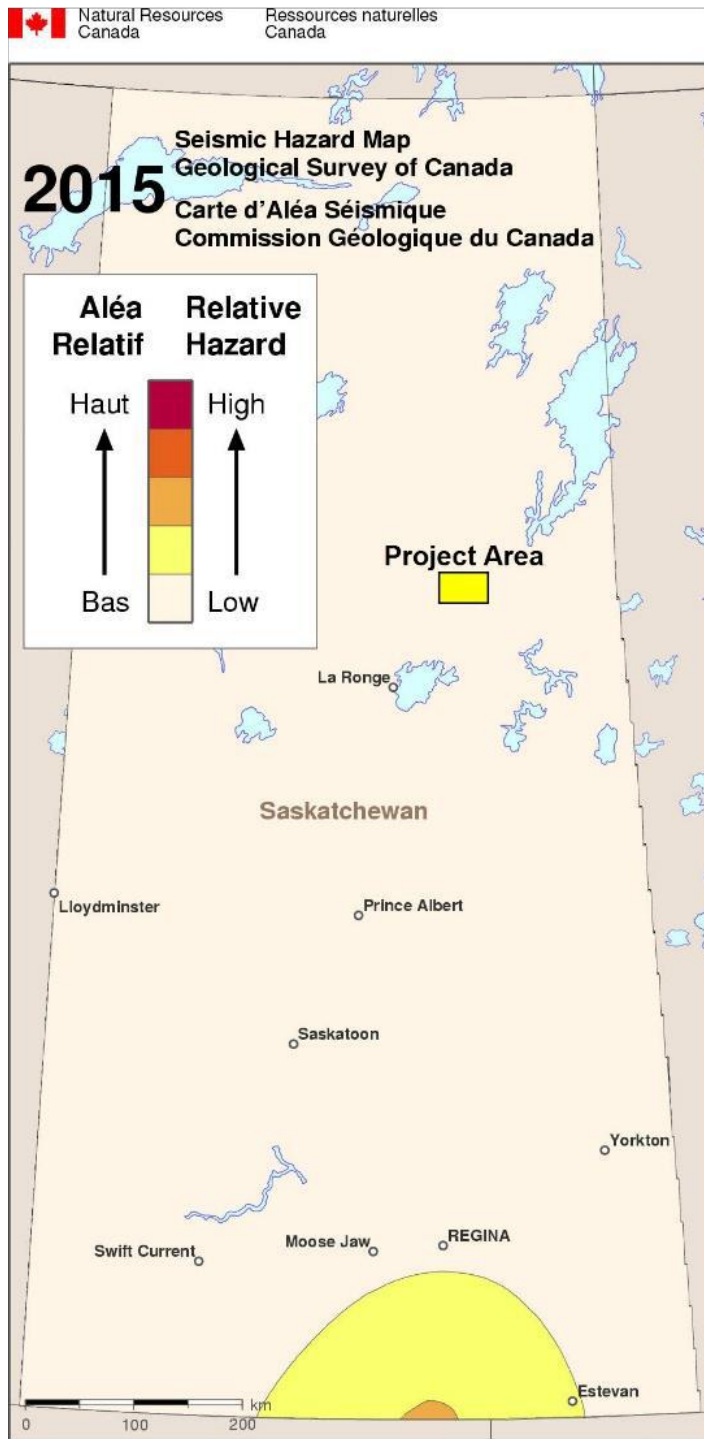 Natural Resources
Canada
Ressources naturelles
Canada
2015
Seismic Hazard Map
Geological Survey of Canada
Carte d'Aléa Séismique
Commission Géologique du Canada
Aléa
Relatif
Relative
Hazard
Haut
High
Bas
Low
Project Area
La Ronge
Saskatchewan
Lloydminster
Prince Albert
Saskatoon
Yorkton
Swift Current
Moose Jaw
REGINA
Estevan
km
0 100 200